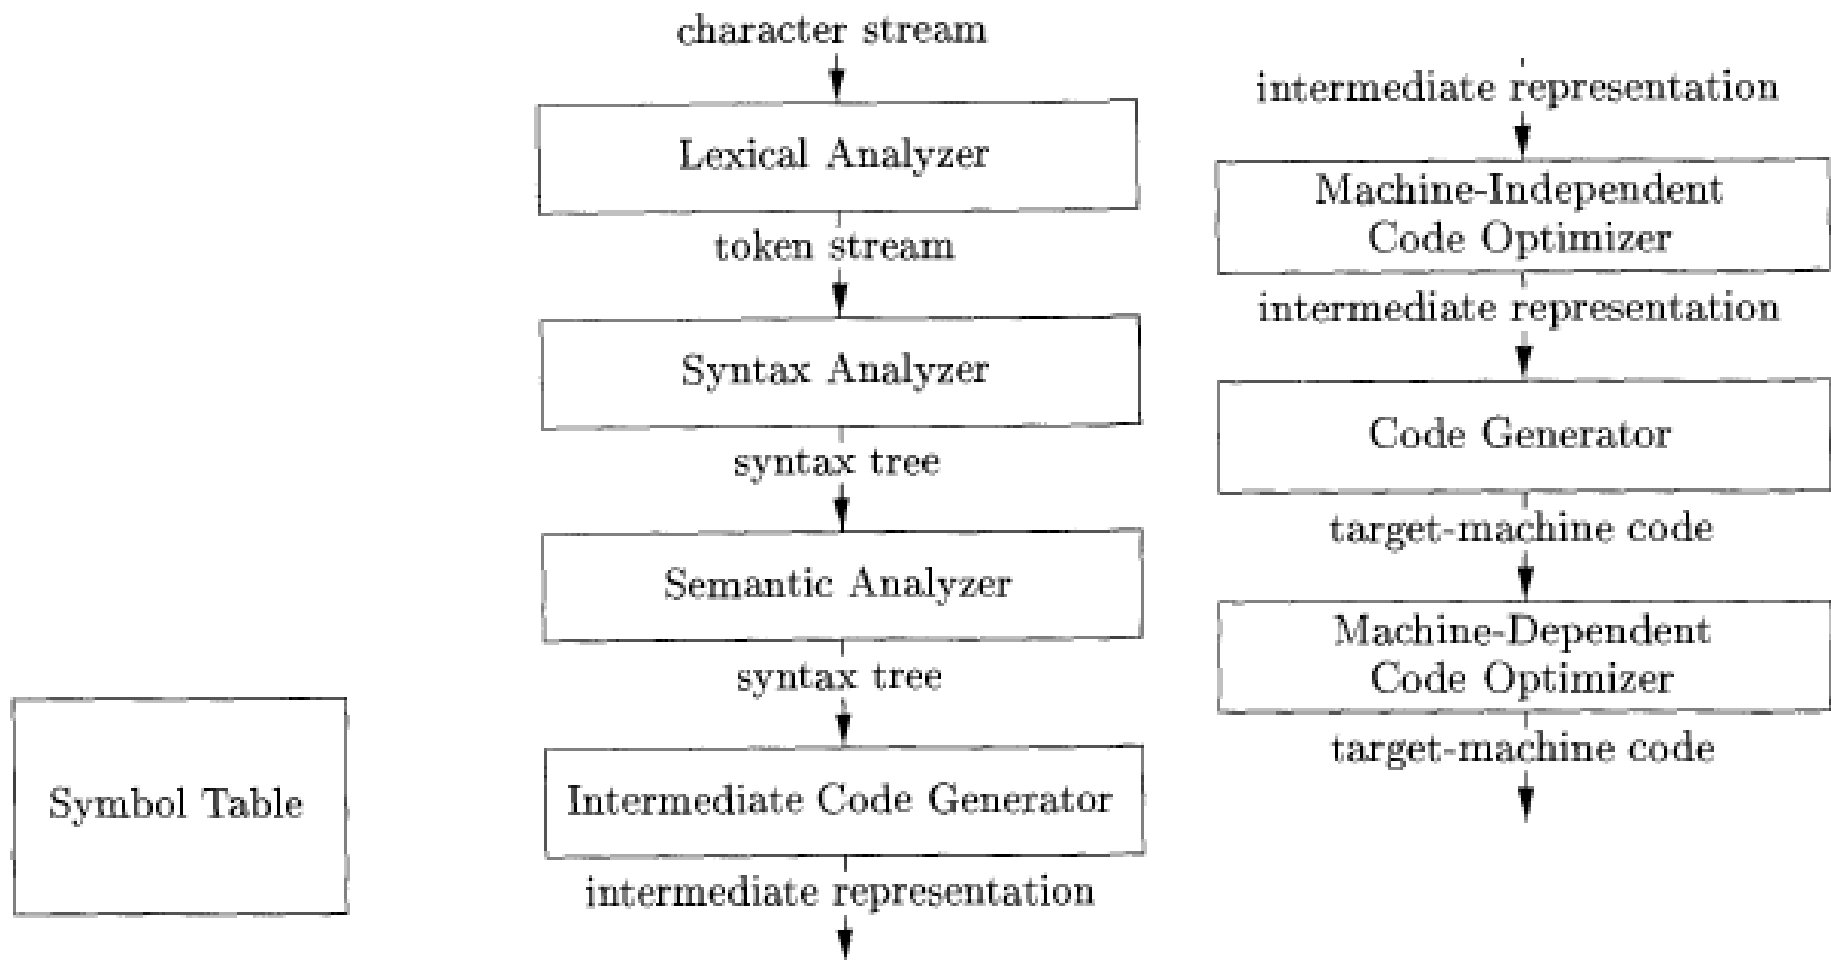 character stream
Lexical Analyzer
token stream
Syntax Analyzer
syntax tree
Semantic Analyzer
syntax tree
Intermediate Code Generator
intermediate representation
Symbol Table
intermediate representation
Machine-Independent
Code Optimizer
intermediate representation
Code Generator
target-machine code
Machine-Dependent
Code Optimizer
target-machine code